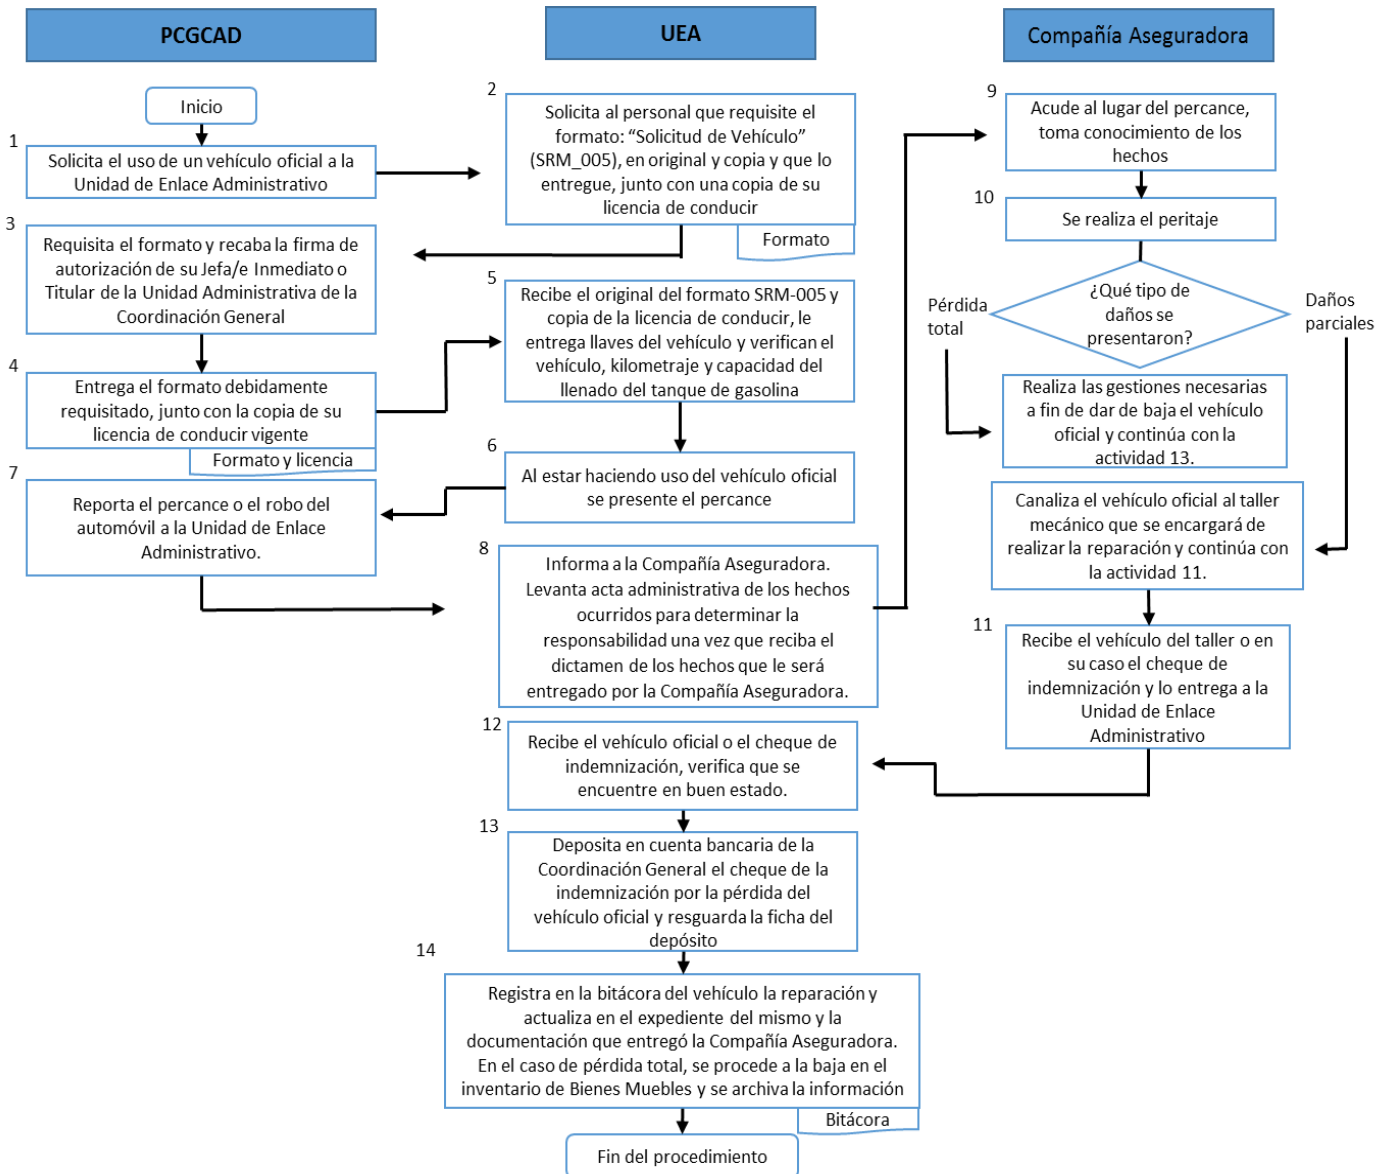 PCGCAD
UEA
Compañía Aseguradora
Inicio
1
Solicita el uso de un vehículo oficial a la
Unidad de Enlace Administrativo
2
Solicita al personal que requisite el
formato: “Solicitud de Vehículo”
(SRM_005), en original y copia y que lo
entregue, junto con una copia de su
licencia de conducir
Formato
3
Requisita el formato y recaba la firma de
autorización de su Jefa/e Inmediato o
Titular de la Unidad Administrativa de la
Coordinación General
4
Entrega el formato debidamente
requisitado, junto con la copia de su
licencia de conducir vigente
Formato y licencia
5
Recibe el original del formato SRM-005 y
copia de la licencia de conducir, le
entrega llaves del vehículo y verifican el
vehículo, kilometraje y capacidad del
llenado del tanque de gasolina
6
Al estar haciendo uso del vehículo oficial
se presente el percance
7
Reporta el percance o el robo del
automóvil a la Unidad de Enlace
Administrativo.
8
Informa a la Compañía Aseguradora.
Levanta acta administrativa de los hechos
ocurridos para determinar la
responsabilidad una vez que reciba el
dictamen de los hechos que le será
entregado por la Compañía Aseguradora.
9
Acude al lugar del percance,
toma conocimiento de los
hechos
10
Se realiza el peritaje
¿Qué tipo de
daños se
presentaron?
Pérdida
total
Daños
parciales
Realiza las gestiones necesarias
a fin de dar de baja el vehículo
oficial y continúa con la
actividad 13.
Canaliza el vehículo oficial al taller
mecánico que se encargará de
realizar la reparación y continúa con
la actividad 11.
11
Recibe el vehículo del taller o en
su caso el cheque de
indemnización y lo entrega a la
Unidad de Enlace
Administrativo
12
Recibe el vehículo oficial o el cheque de
indemnización, verifica que se
encuentre en buen estado.
13
Deposita en cuenta bancaria de la
Coordinación General el cheque de la
indemnización por la pérdida del
vehículo oficial y resguarda la ficha del
depósito
14
Registra en la bitácora del vehículo la reparación y
actualiza en el expediente del mismo y la
documentación que entregó la Compañía Aseguradora.
En el caso de pérdida total, se procede a la baja en el
inventario de Bienes Muebles y se archiva la información
Bitácora
Fin del procedimiento